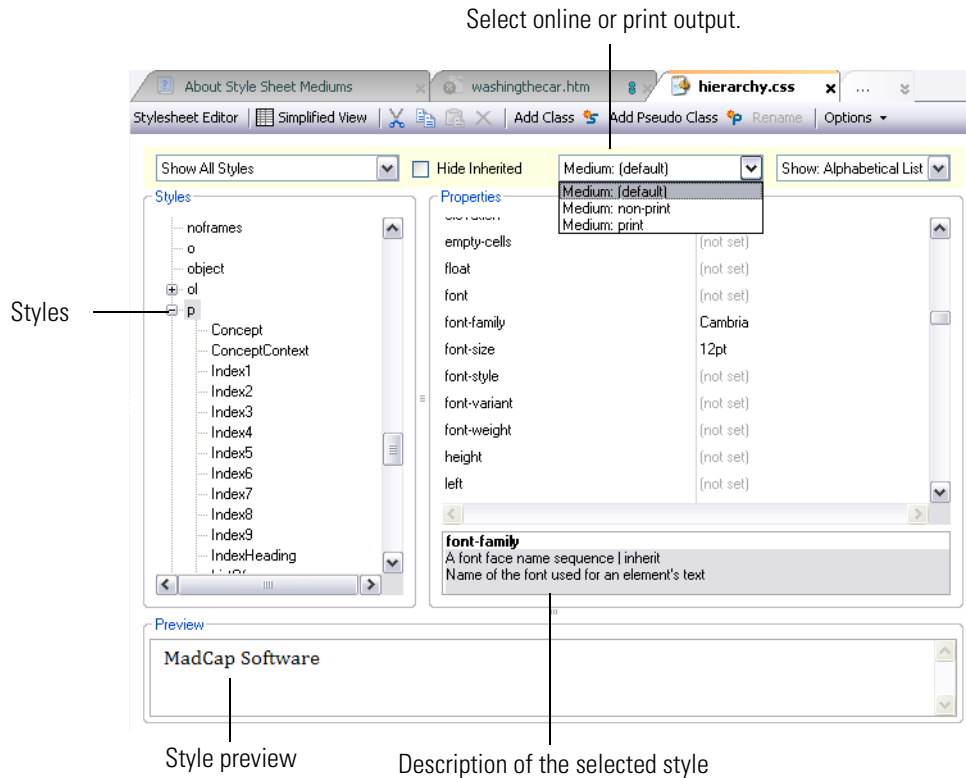 Select online or print output.
About Style Sheet Mediums
washingthecar.htm
hierarchy.css
...
Stylesheet Editor
Simplified View
Add Class
Add Pseudo Class
Rename
Options
Show All Styles
Hide Inherited
Medium: (default)
Show: Alphabetical List
Medium: (default)
Medium: non-print
Medium: print
Styles
noframes
o
object
ol
p
Concept
ConceptContext
Index1
Index2
Index3
Index4
Index5
Index6
Index7
Index8
Index9
IndexHeading
Styles
Properties
empty-cells (not set)
float (not set)
font (not set)
font-family Cambria
font-size 12pt
font-style (not set)
font-variant (not set)
font-weight (not set)
height (not set)
left (not set)
font-family
A font face name sequence | inherit
Name of the font used for an element's text
Preview
MadCap Software
Style preview
Description of the selected style